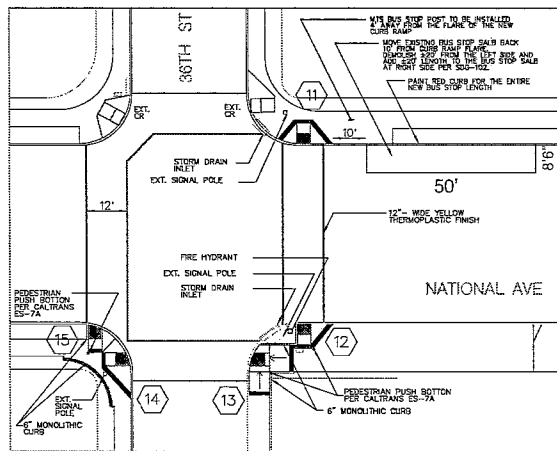 36TH ST
MTS BUS STOP POST TO BE INSTALLED
4' AWAY FROM THE FLARE OF THE NEW
CURB RAMP
MOVE EXISTING BUS STOP SALB BACK
10' FROM CURB RAMP FLARE.
DEMOLISH ±20' FROM THE LEFT SIDE AND
ADD ±20' LENGTH TO THE BUS STOP SALB
AT RIGHT SIDE PER SDG-102.
PAINT RED CURB FOR THE ENTIRE
NEW BUS STOP LENGTH
11
EXT.
CR
EXT.
CR
10'
8'6"
50'
STORM DRAIN
INLET
EXT. SIGNAL POLE
12'
12"- WIDE YELLOW
THERMOPLASTIC FINISH
FIRE HYDRANT
EXT. SIGNAL POLE
STORM DRAIN
INLET
NATIONAL AVE
PEDESTRIAN
PUSH BOTTON
PER CALTRANS
ES-7A
15
12
14
13
EXT.
SIGNAL
POLE
6" MONOLITHIC
CURB
PEDESTRIAN PUSH BOTTON
PER CALTRANS ES-7A
6" MONOLITHIC CURB